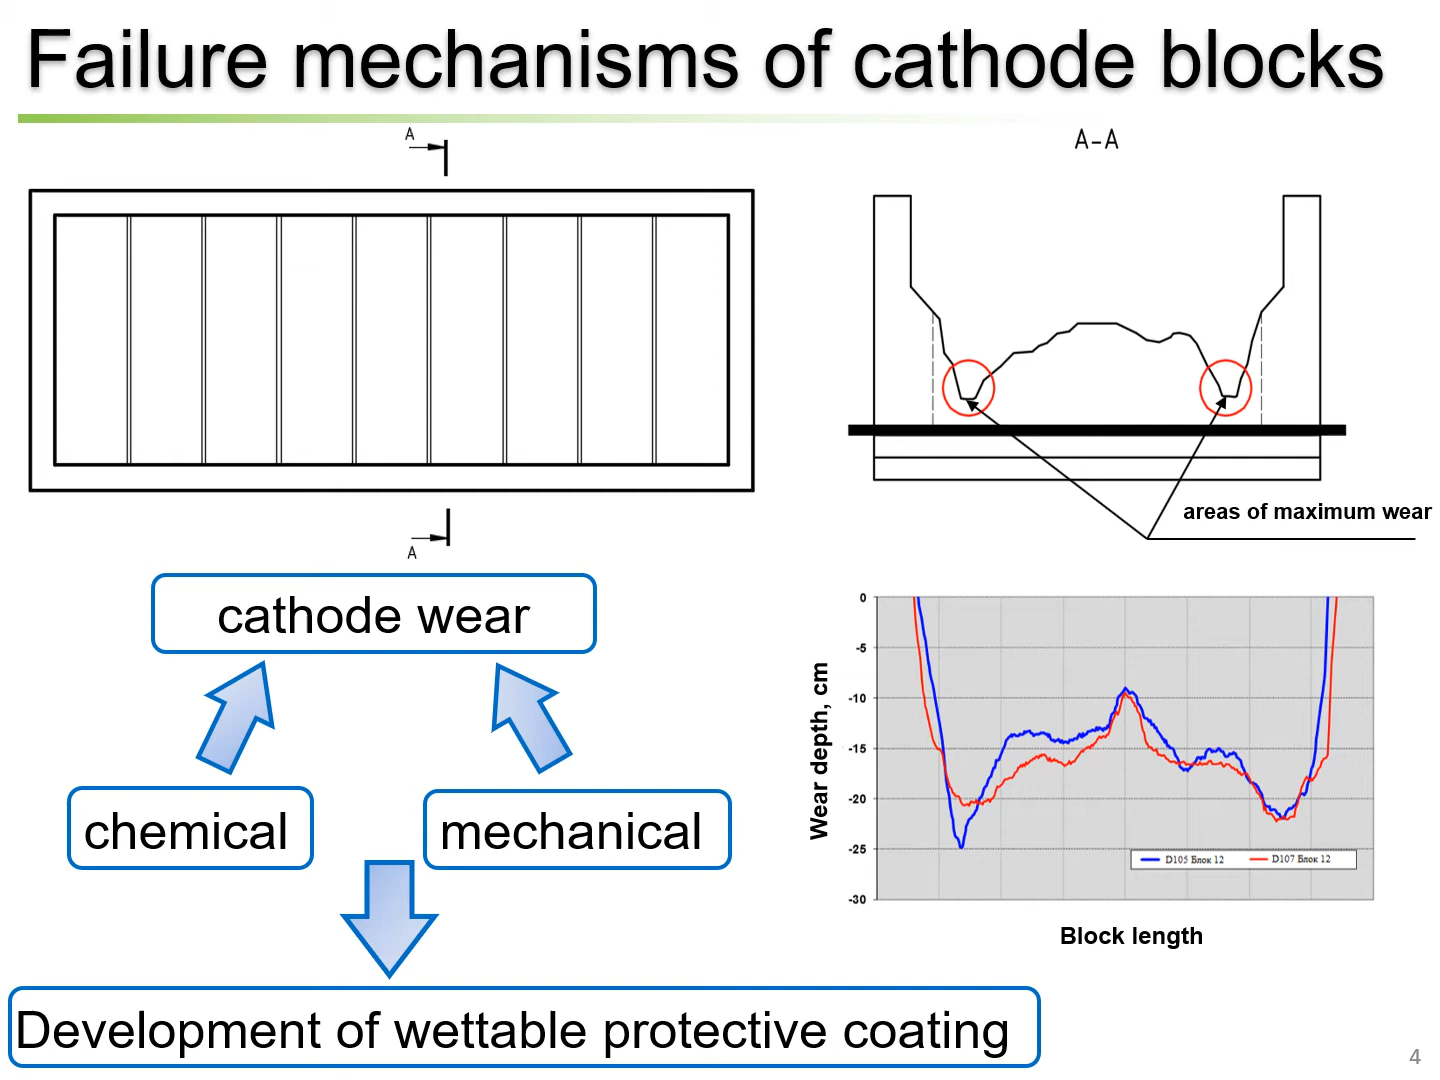 Failure mechanisms of cathode blocks
A
A-A
A
areas of maximum wear
cathode wear
chemical
mechanical
Development of wettable protective coating
Wear depth, cm
0
-5
-10
-15
-20
-25
-30
D105 Блок 12
D107 Блок 12
Block length
4